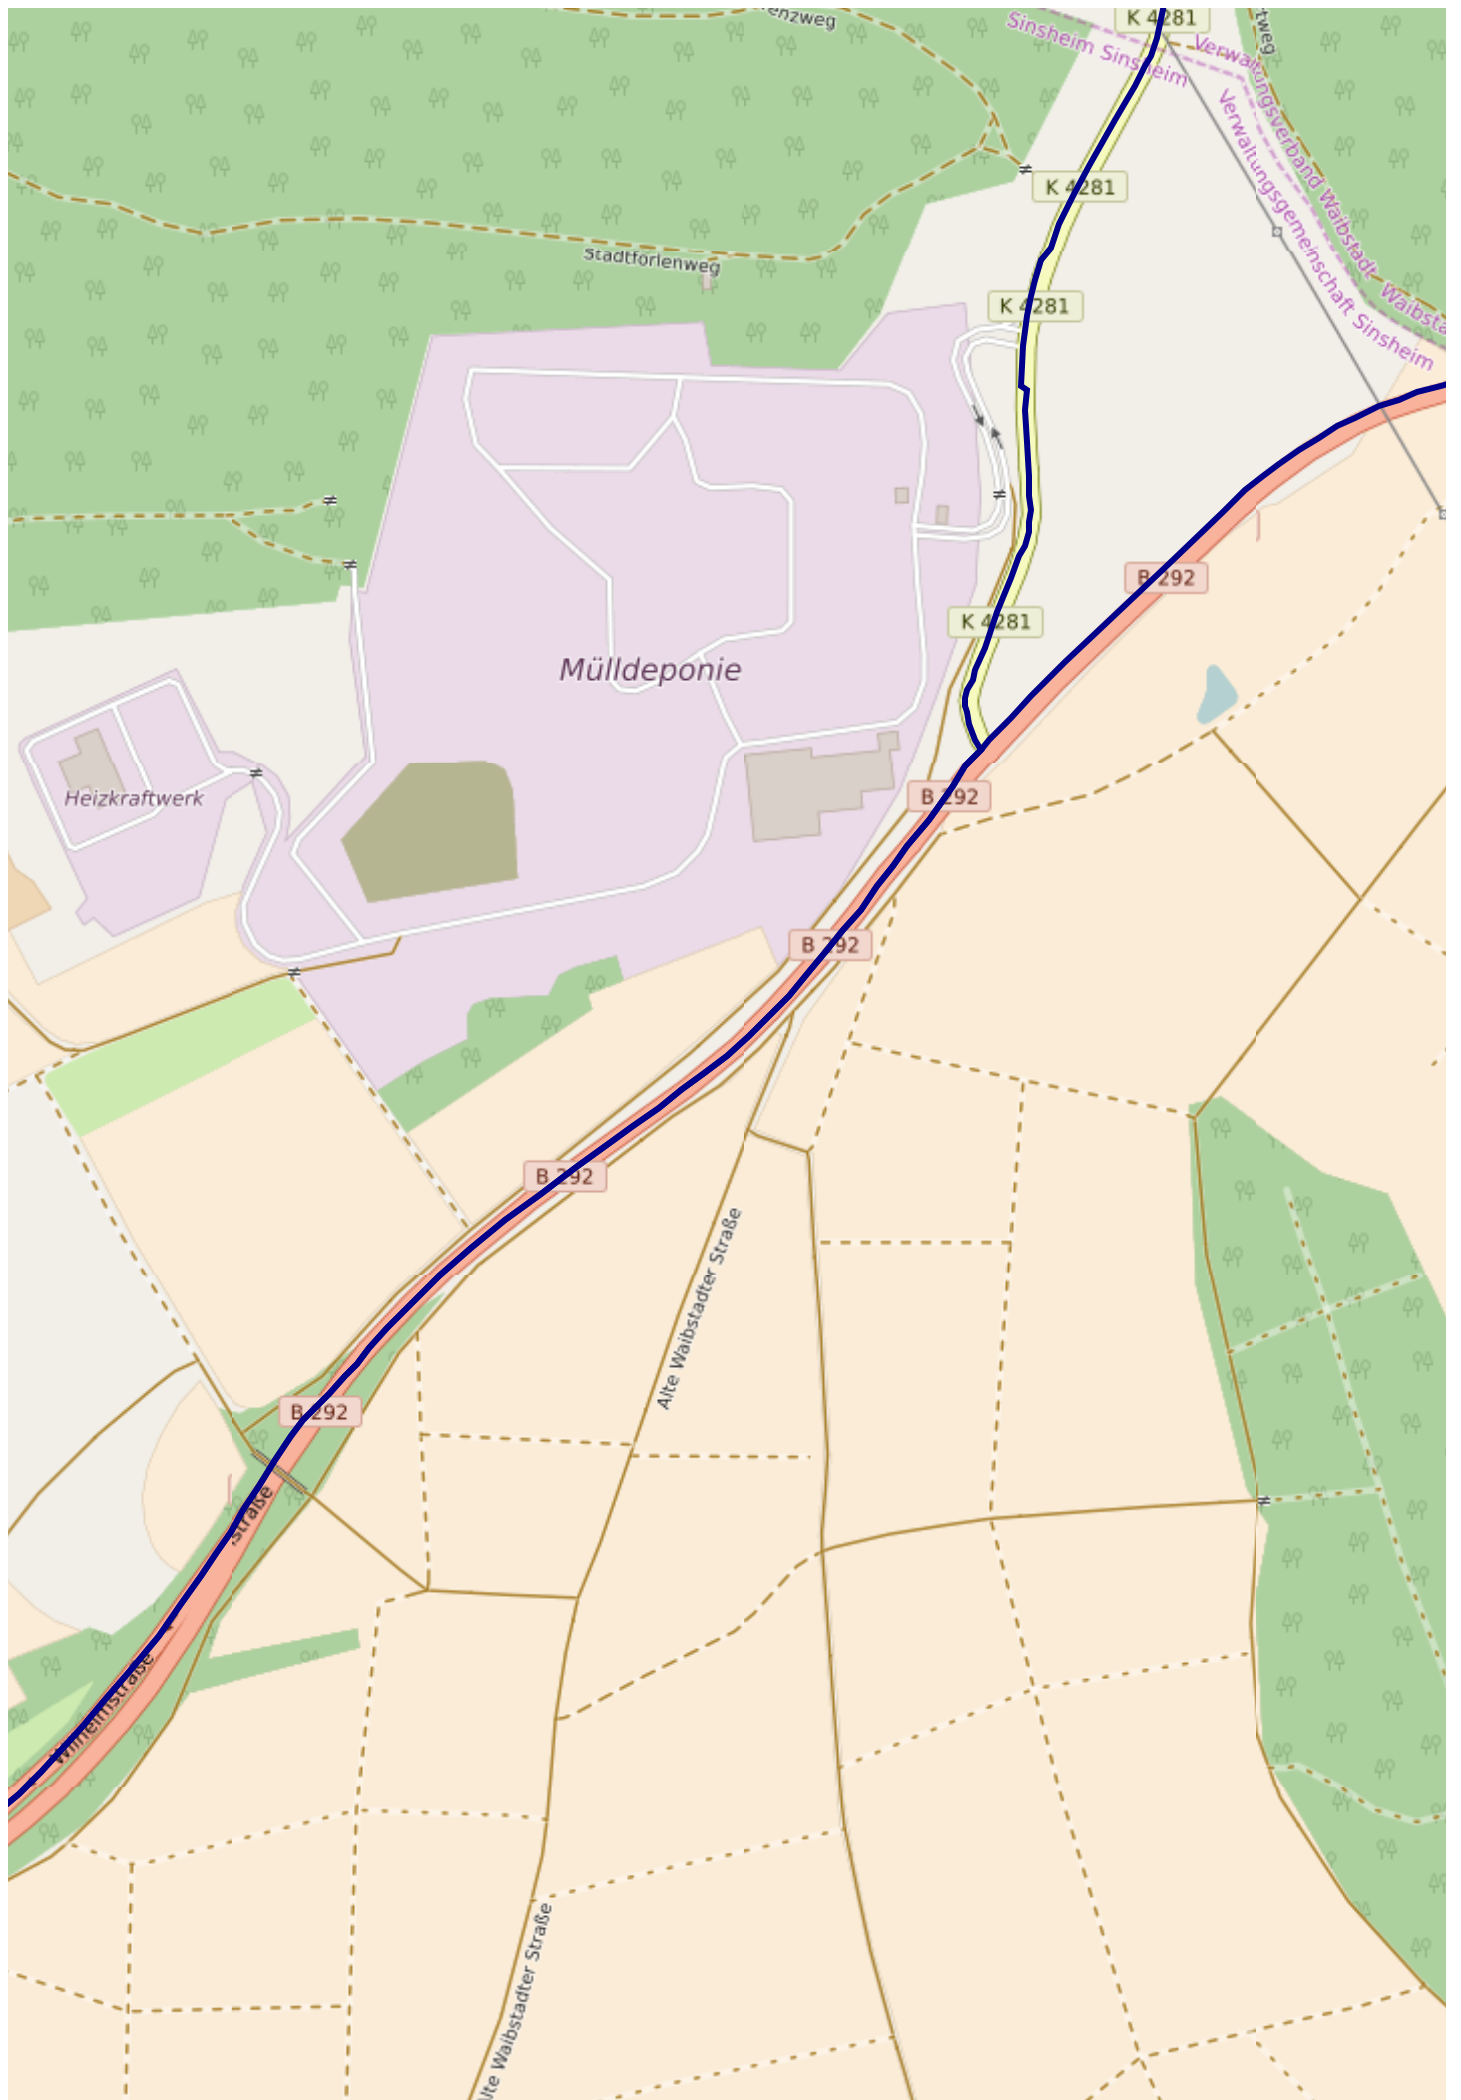 K 4281
Sinsheim Sinsheim
Verwaltungsverband Waibstadt
K 4281
Verwaltungsgemeinschaft Sinsheim
Stadtforlenweg
K 4281
B 292
K 4281
Mülldeponie
Heizkraftwerk
B 292
B 292
B 292
Alte Waibstadter Straße
B 292
straße
Wilhelmstraße
Alte Waibstadter Straße